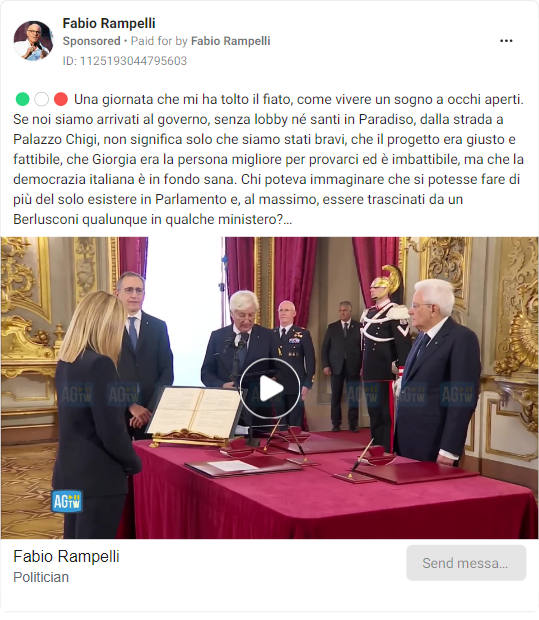 Fabio Rampelli
Sponsored • Paid for by Fabio Rampelli
ID: 1125193044795603
Una giornata che mi ha tolto il fiato, come vivere un sogno a occhi aperti.
Se noi siamo arrivati al governo, senza lobby né santi in Paradiso, dalla strada a
Palazzo Chigi, non significa solo che siamo stati bravi, che il progetto era giusto e
fattibile, che Giorgia era la persona migliore per provarci ed è imbattibile, ma che la
democrazia italiana è in fondo sana. Chi poteva immaginare che si potesse fare di
più del solo esistere in Parlamento e, al massimo, essere trascinati da un
Berlusconi qualunque in qualche ministero?...
AGTW
AGTW
AGTW
AGTW
Fabio Rampelli
Politician
Send messa...